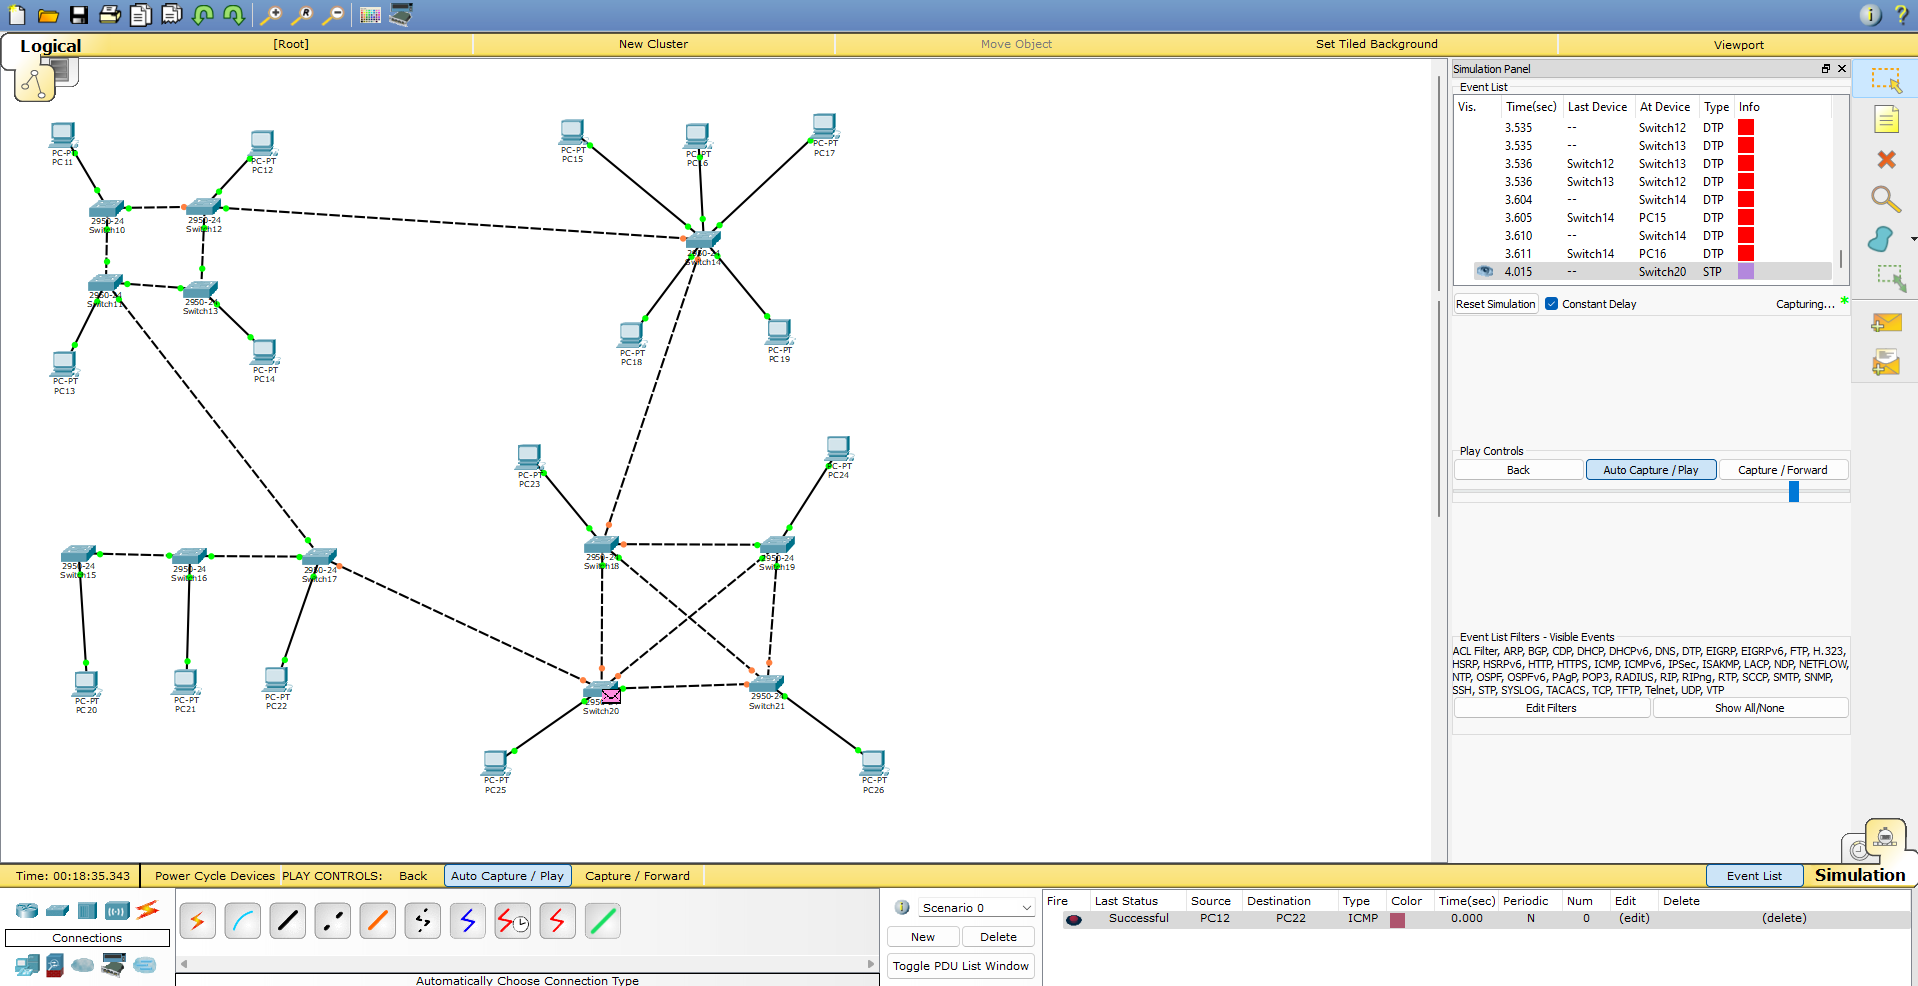 Logical
[Root]
New Cluster
Move Object
Set Tiled Background
Viewport
PC-PT
PC11
PC-PT
PC12
2950-24
Switch10
2950-24
Switch12
2950-24
Switch11
2950-24
Switch13
PC-PT
PC13
PC-PT
PC14
PC-PT
PC15
PC-PT
PC16
PC-PT
PC17
2950-24
Switch14
PC-PT
PC18
PC-PT
PC19
PC-PT
PC23
PC-PT
PC24
2950-24
Switch15
2950-24
Switch16
2950-24
Switch17
2950-24
Switch18
2950-24
Switch19
PC-PT
PC20
PC-PT
PC21
PC-PT
PC22
2950-24
Switch20
2950-24
Switch21
PC-PT
PC25
PC-PT
PC26
Simulation Panel
Event List
Vis. Time(sec) Last Device At Device Type Info
3.535 -- Switch12 DTP
3.535 -- Switch13 DTP
3.536 Switch12 Switch13 DTP
3.536 Switch13 Switch12 DTP
3.604 -- Switch14 DTP
3.605 Switch14 PC15 DTP
3.610 -- Switch14 DTP
3.611 Switch14 PC16 DTP
4.015 -- Switch20 STP
Reset Simulation Constant Delay Capturing... *
Play Controls
Back Auto Capture / Play Capture / Forward
Event List Filters - Visible Events
ACL Filter, ARP, BGP, CDP, DHCP, DHCPv6, DNS, DTP, EIGRP, EIGRPv6, FTP, H.323,
HSRP, HSRPv6, HTTP, HTTPS, ICMP, ICMPv6, IPSec, ISAKMP, LACP, NDP, NETFLOW,
NTP, OSPF, OSPFv6, PAgP, POP3, RADIUS, RIP, RIPng, RTP, SCCP, SMTP, SNMP,
SSH, STP, SYSLOG, TACACS, TCP, TFTP, Telnet, UDP, VTP
Edit Filters Show All/None
Time: 00:18:35.343 Power Cycle Devices PLAY CONTROLS: Back Auto Capture / Play Capture / Forward Event List Simulation
Connections
Automatically Choose Connection Type
Scenario 0
New Delete
Toggle PDU List Window
Fire Last Status Source Destination Type Color Time(sec) Periodic Num Edit Delete
Successful PC12 PC22 ICMP 0.000 N 0 (edit) (delete)